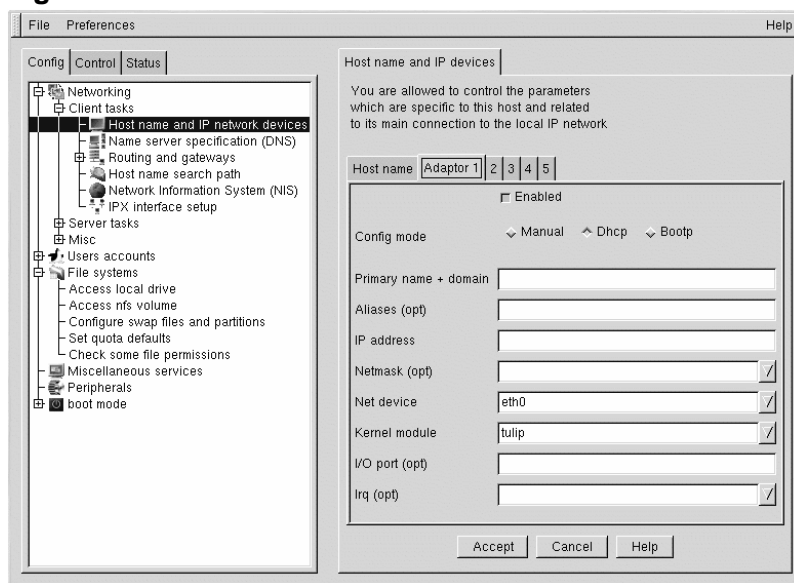 File Preferences Help
Config Control Status
Networking
Client tasks
Host name and IP network devices
Name server specification (DNS)
Routing and gateways
Host name search path
Network Information System (NIS)
IPX interface setup
Server tasks
Misc
Users accounts
File systems
Access local drive
Access nfs volume
Configure swap files and partitions
Set quota defaults
Check some file permissions
Miscellaneous services
Peripherals
boot mode
Host name and IP devices
You are allowed to control the parameters
which are specific to this host and related
to its main connection to the local IP network
Host name Adaptor 1 2 3 4 5
Enabled
Config mode Manual Dhcp Bootp
Primary name + domain
Aliases (opt)
IP address
Netmask (opt)
Net device eth0
Kernel module tulip
I/O port (opt)
Irq (opt)
Accept Cancel Help